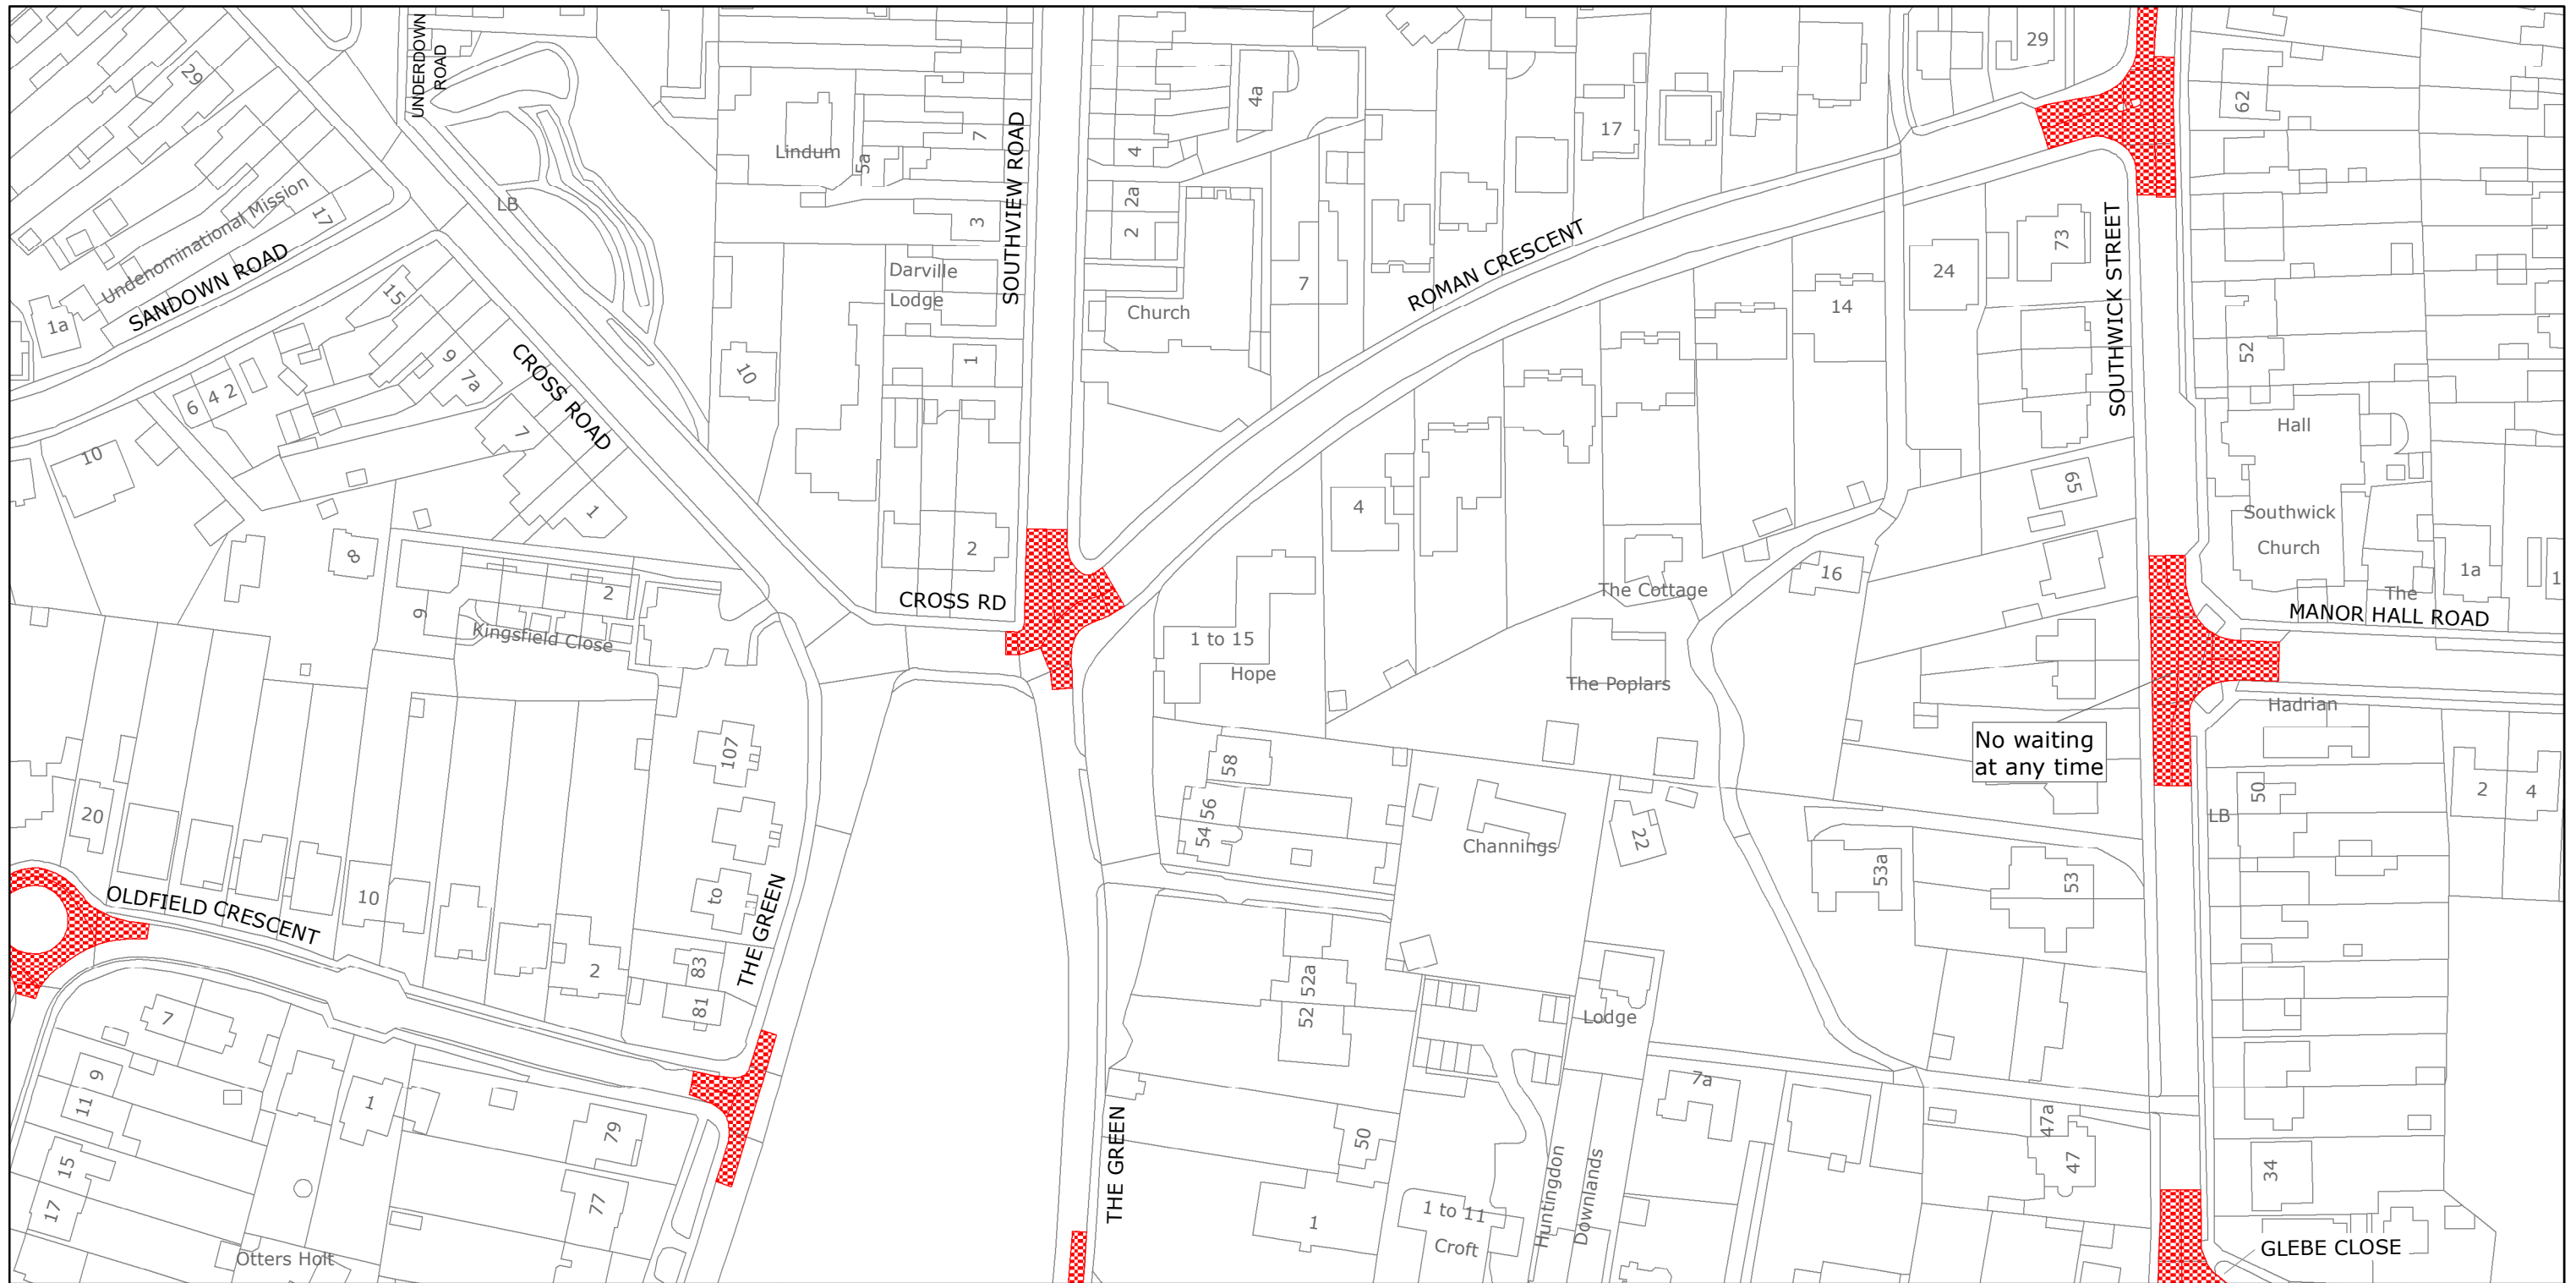 UNDERDOWN
ROAD
29
Undenominational Mission
17
1a
SANDOWN ROAD
LB
15
9
7a
6
4
2
10
7
1
CROSS ROAD
8
9
2
Kingsfield Close
Lindum
5a
7
3
SOUTHVIEW ROAD
Darville
Lodge
10
1
2
CROSS RD
4
2a
2
4a
Church
7
17
29
62
ROMAN CRESCENT
14
24
73
SOUTHWICK STREET
52
Hall
65
Southwick
Church
The
1a
1
MANOR HALL ROAD
Hadrian
4
The Cottage
16
1 to 15
Hope
The Poplars
No waiting
at any time
58
56
54
Channings
22
53a
53
50
LB
2
4
107
to
83
81
THE GREEN
20
OLDFIELD CRESCENT
10
2
7
9
11
1
15
17
79
77
Otters Holt
52a
52
Lodge
7a
THE GREEN
50
1
1 to 11
Croft
Huntingdon
Downlands
47a
47
34
GLEBE CLOSE